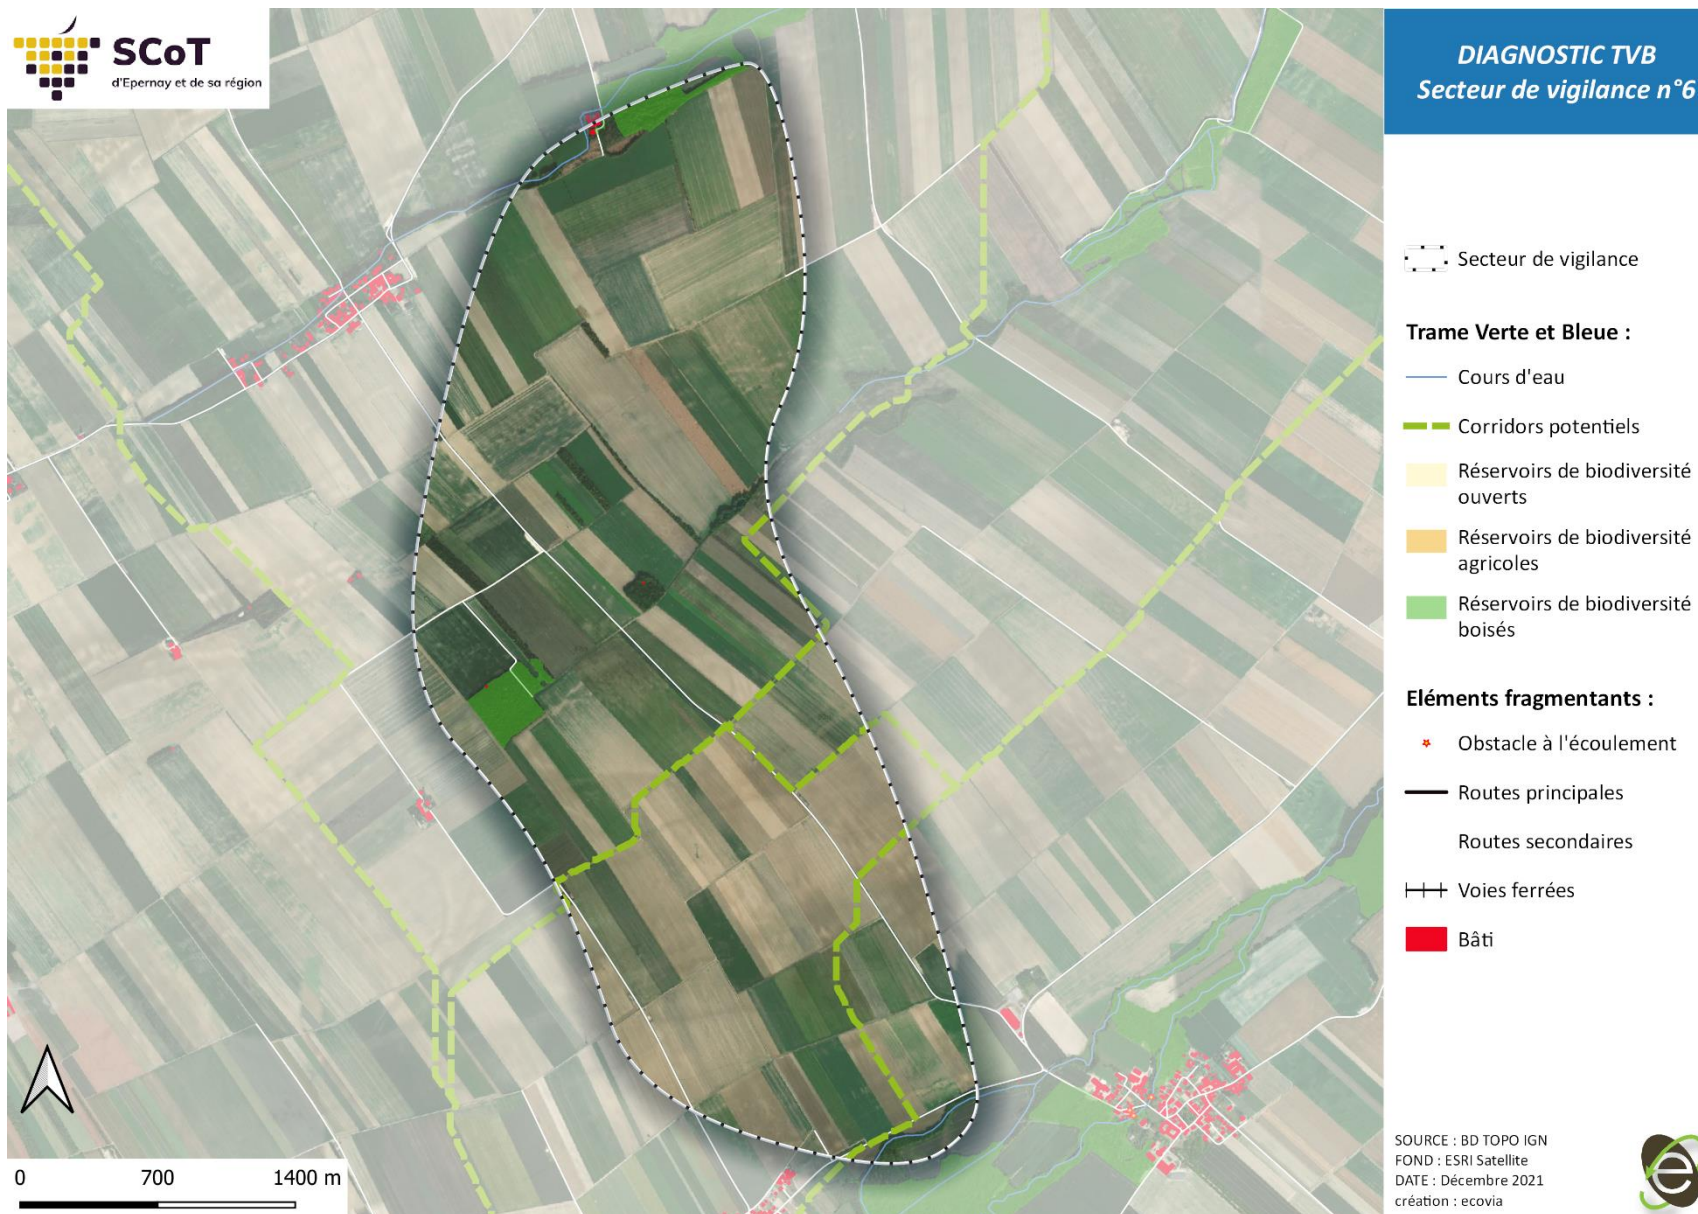 SCoT
d'Epernay et de sa région
DIAGNOSTIC TVB
Secteur de vigilance n°6
Secteur de vigilance
Trame Verte et Bleue :
Cours d'eau
Corridors potentiels
Réservoirs de biodiversité
ouverts
Réservoirs de biodiversité
agricoles
Réservoirs de biodiversité
boisés
Eléments fragmentants :
Obstacle à l'écoulement
Routes principales
Routes secondaires
Voies ferrées
Bâti
0 700 1400 m
SOURCE : BD TOPO IGN
FOND : ESRI Satellite
DATE : Décembre 2021
création : ecovia